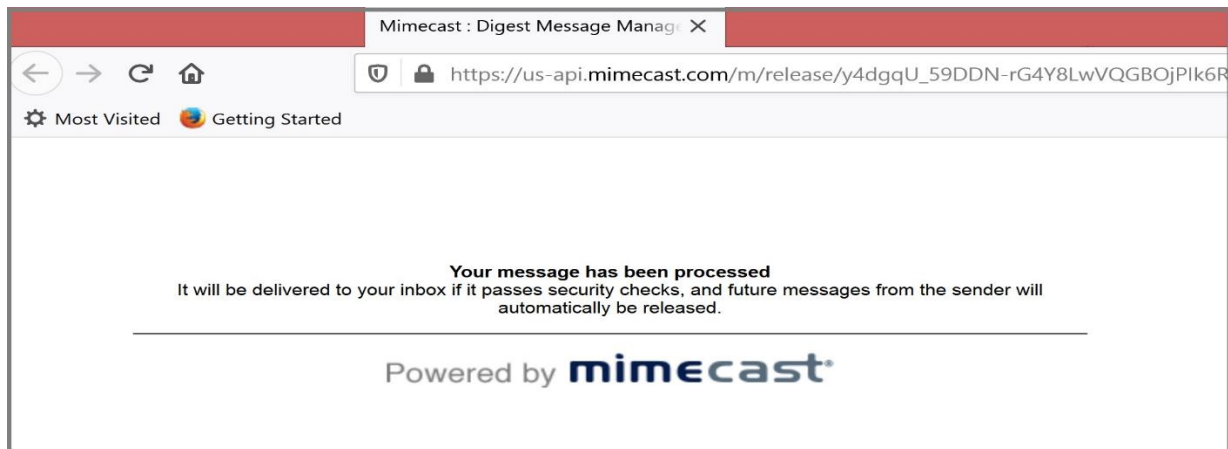 Mimecast : Digest Message Manag
https://us-api.mimecast.com/m/release/y4dgqU_59DDN-rG4Y8LwVQGBOjPIk6R
Most Visited Getting Started
Your message has been processed
It will be delivered to your inbox if it passes security checks, and future messages from the sender will
automatically be released.
Powered by mimecast